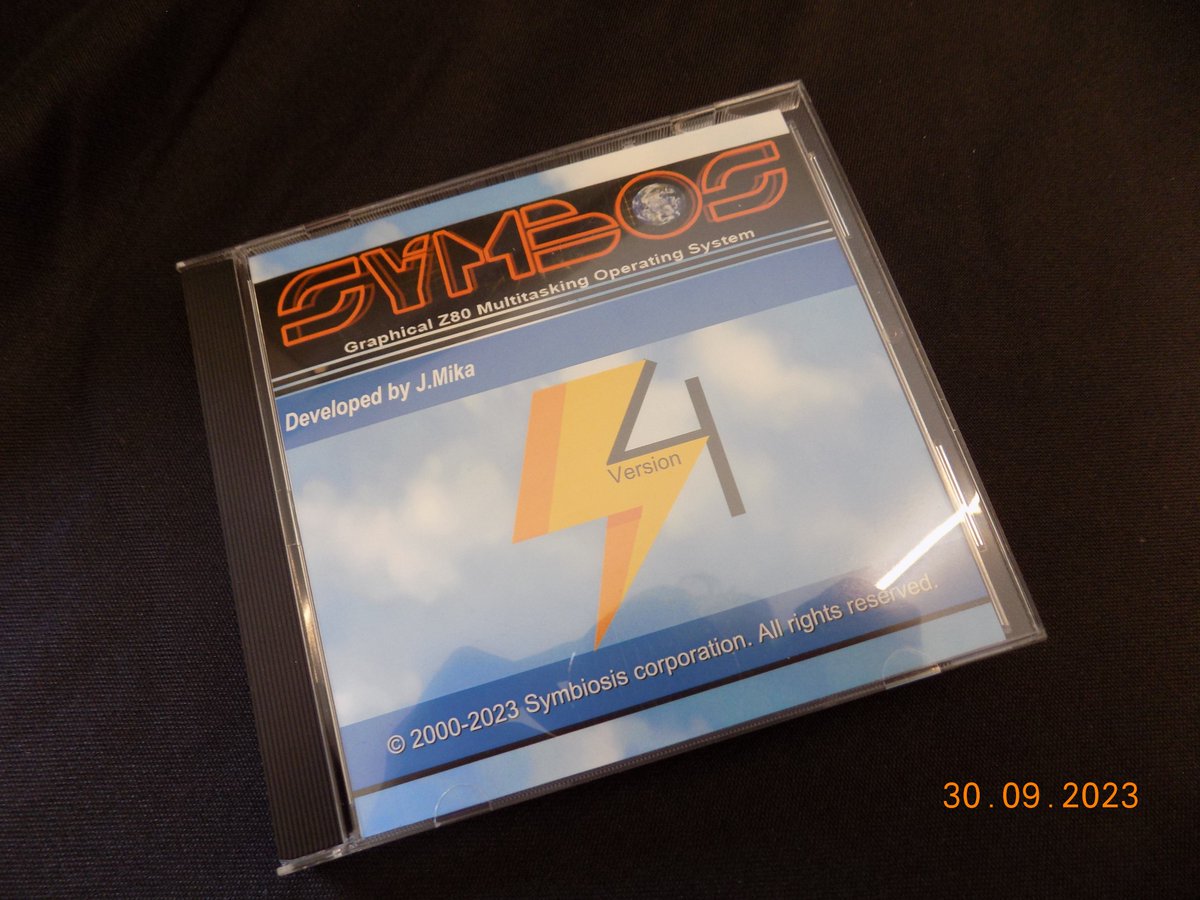 SYMBOS
Graphical Z80 Multitasking Operating System
Developed by J.Mika
4
Version
© 2000-2023 Symbiosis corporation. All rights reserved.
30.09.2023